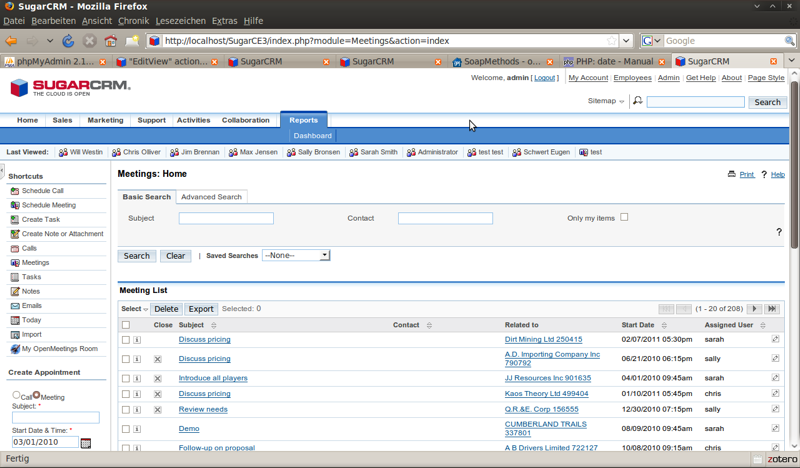 SugarCRM - Mozilla Firefox
Datei Bearbeiten Ansicht Chronik Lesezeichen Extras Hilfe
http://localhost/SugarCE3/index.php?module=Meetings&action=index
Google
phpMyAdmin 2.1... "EditView" action... SugarCRM SugarCRM SoapMethods - o... PHP: date - Manual SugarCRM
SUGARCRM.
THE CLOUD IS OPEN
Welcome, admin [ Logout ] My Account Employees Admin Get Help About Page Style
Sitemap Search
Home Sales Marketing Support Activities Collaboration Reports
Dashboard
Last Viewed: Will Westin Chris Olliver Jim Brennan Max Jensen Sally Bronsen Sarah Smith Administrator test test Schwert Eugen test
Shortcuts
Schedule Call
Schedule Meeting
Create Task
Create Note or Attachment
Calls
Meetings
Tasks
Notes
Emails
Today
Import
My OpenMeetings Room
Create Appointment
Call Meeting
Subject: *
Start Date & Time: *
03/01/2010
Meetings: Home
Print ? Help
Basic Search Advanced Search
Subject Contact Only my items
?
Search Clear | Saved Searches --None--
Meeting List
Select Delete Export Selected: 0 (1 - 20 of 208)
Close Subject Contact Related to Start Date Assigned User
Discuss pricing Dirt Mining Ltd 250415 02/07/2011 05:30pm sarah
Discuss pricing A.D. Importing Company Inc 790792 06/21/2010 06:15pm sally
Introduce all players JJ Resources Inc 901635 04/01/2010 09:45am sarah
Discuss pricing Kaos Theory Ltd 499404 01/10/2011 05:45pm chris
Review needs Q.R.&E. Corp 156555 12/30/2010 07:15pm sally
Demo CUMBERLAND TRAILS 337801 08/09/2010 09:45am sarah
Follow-up on proposal A B Drivers Limited 722127 10/08/2010 09:15am chris
Fertig
zotero